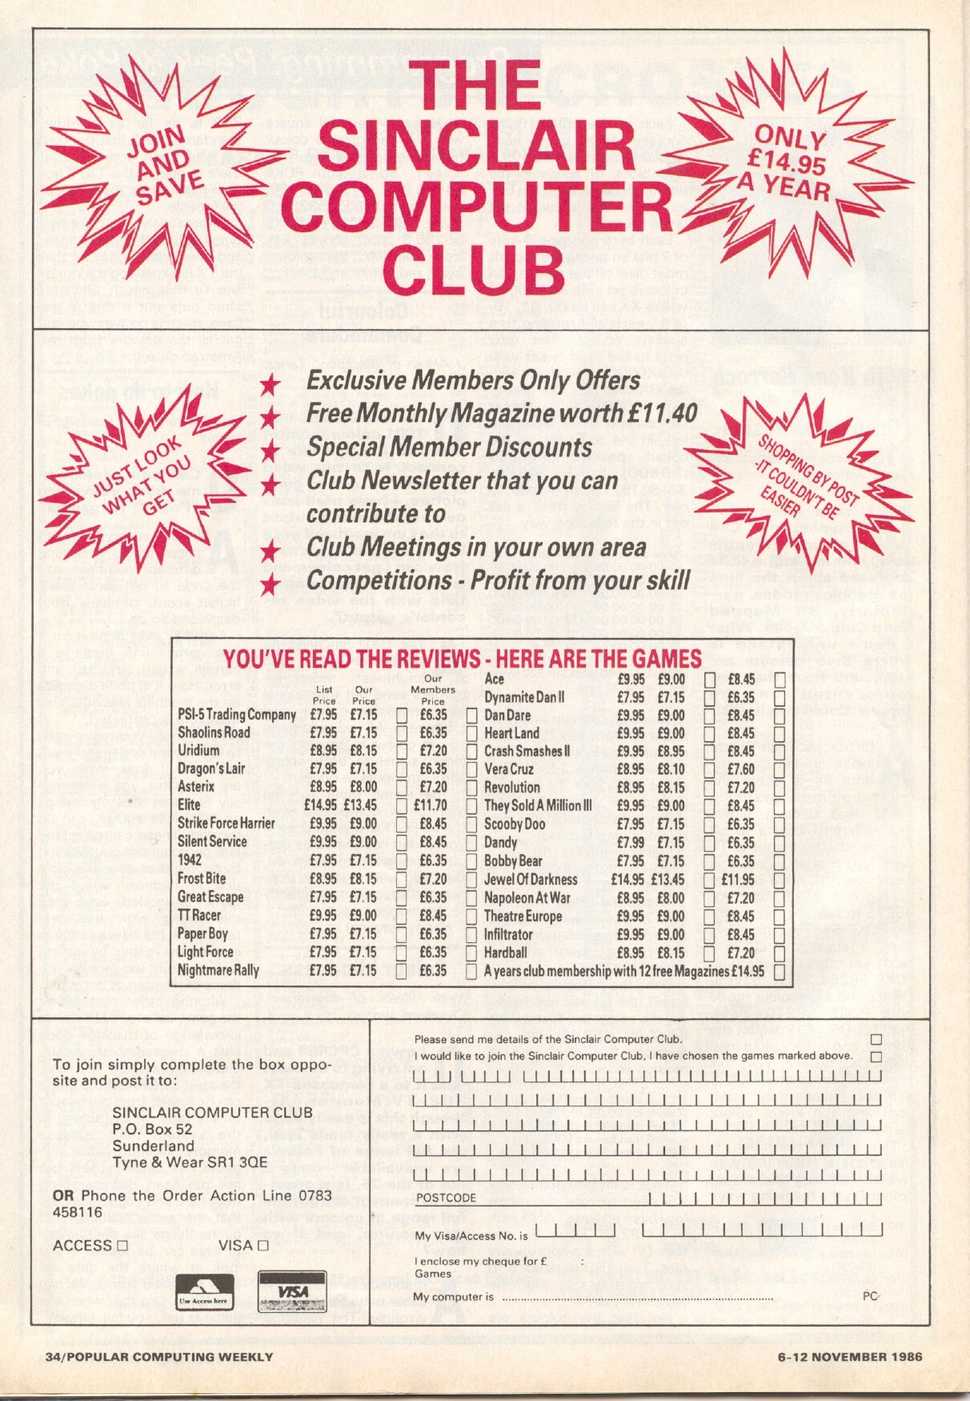 JOIN
AND
SAVE
THE
SINCLAIR
COMPUTER
CLUB
ONLY
£14.95
A YEAR
JUST LOOK
WHAT YOU
GET
★ Exclusive Members Only Offers
★ Free Monthly Magazine worth £11.40
★ Special Member Discounts
★ Club Newsletter that you can
contribute to
★ Club Meetings in your own area
★ Competitions - Profit from your skill
SHOPPING BY POST
-IT COULDN'T BE
EASIER
YOU'VE READ THE REVIEWS - HERE ARE THE GAMES
List Price Our Price Our Members Price
PSI-5 Trading Company £7.95 £7.15 £6.35
Shaolins Road £7.95 £7.15 £6.35
Uridium £8.95 £8.15 £7.20
Dragon's Lair £7.95 £7.15 £6.35
Asterix £8.95 £8.00 £7.20
Elite £14.95 £13.45 £11.70
Strike Force Harrier £9.95 £9.00 £8.45
Silent Service £9.95 £9.00 £8.45
1942 £7.95 £7.15 £6.35
Frost Bite £8.95 £8.15 £7.20
Great Escape £7.95 £7.15 £6.35
TT Racer £9.95 £9.00 £8.45
Paper Boy £7.95 £7.15 £6.35
Light Force £7.95 £7.15 £6.35
Nightmare Rally £7.95 £7.15 £6.35
Ace £9.95 £9.00 £8.45
Dynamite Dan II £7.95 £7.15 £6.35
Dan Dare £9.95 £9.00 £8.45
Heart Land £9.95 £9.00 £8.45
Crash Smashes II £9.95 £8.95 £8.45
Vera Cruz £8.95 £8.10 £7.60
Revolution £8.95 £8.15 £7.20
They Sold A Million III £9.95 £9.00 £8.45
Scooby Doo £7.95 £7.15 £6.35
Dandy £7.99 £7.15 £6.35
Bobby Bear £7.95 £7.15 £6.35
Jewel Of Darkness £14.95 £13.45 £11.95
Napoleon At War £8.95 £8.00 £7.20
Theatre Europe £9.95 £9.00 £8.45
Infiltrator £9.95 £9.00 £8.45
Hardball £8.95 £8.15 £7.20
A years club membership with 12 free Magazines £14.95
To join simply complete the box oppo-
site and post it to:
SINCLAIR COMPUTER CLUB
P.O. Box 52
Sunderland
Tyne & Wear SR1 3QE
OR Phone the Order Action Line 0783
458116
ACCESS VISA
Use Access here
VISA
Please send me details of the Sinclair Computer Club.
I would like to join the Sinclair Computer Club, I have chosen the games marked above.
POSTCODE
My Visa/Access No. is
I enclose my cheque for £ :
Games
My computer is ........................................ PC
34/POPULAR COMPUTING WEEKLY
6-12 NOVEMBER 1986